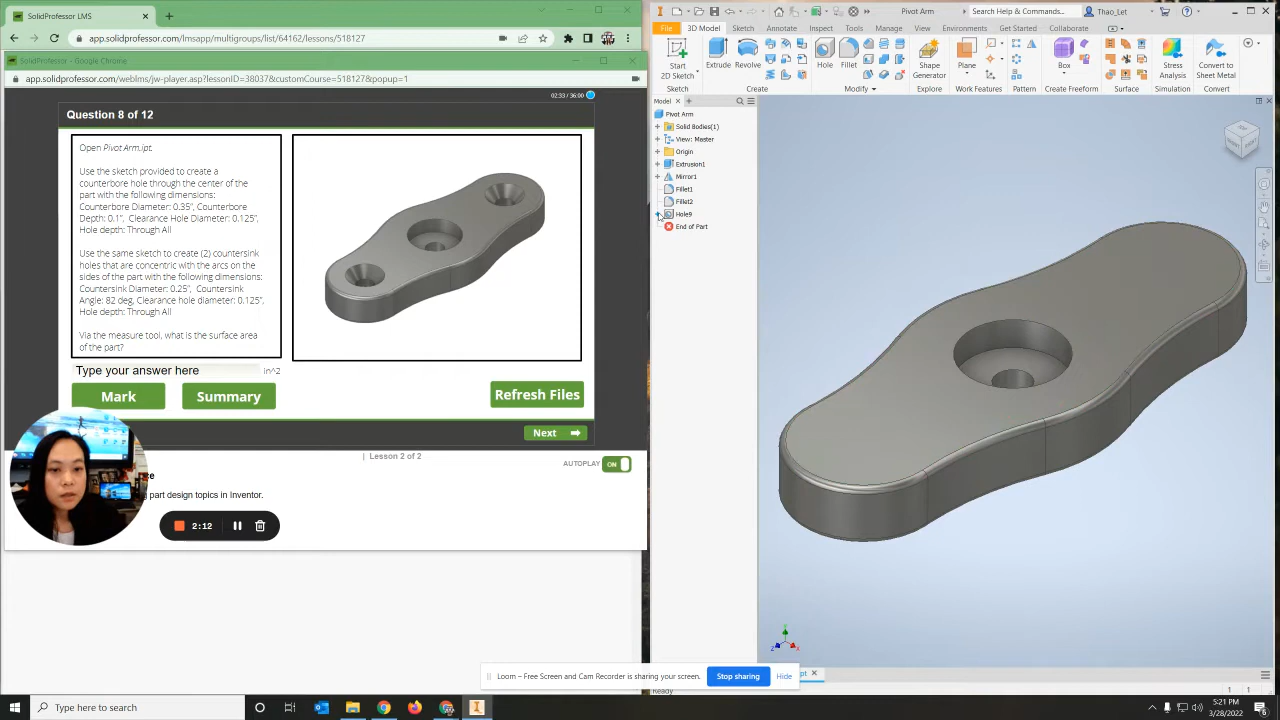 SolidProfessor LMS
app.solidprofessor.com/lmsapp/multigroups/list/64162/lessons/518127
SolidProfessor - Google Chrome
app.solidprofessor.com/weblms/jw-player.asp?lessonID=38037&customCourse=518127&popup=1
02:33 / 36:00
Question 8 of 12
Open Pivot Arm.ipt.
Use the sketch provided to create a
counterbore hole through the center of the
part with the following dimensions:
Counterbore Diameter: 0.35", Counterbore
Depth: 0.1", Clearance Hole Diameter: 0.125",
Hole depth: Through All
Use the same sketch to create (2) countersink
holes that are concentric with the arcs on the
sides of the part with the following dimensions:
Countersink Diameter: 0.25", Countersink
Angle: 82 deg, Clearance hole diameter: 0.125",
Hole depth: Through All
Via the measure tool, what is the surface area
of the part?
Type your answer here
in^2
Mark
Summary
Refresh Files
Next
| Lesson 2 of 2
AUTOPLAY
ON
part design topics in Inventor.
2:12
Pivot Arm
Search Help & Commands...
Thao_Let
File
3D Model
Sketch
Annotate
Inspect
Tools
Manage
View
Environments
Get Started
Collaborate
Start
2D Sketch
Extrude
Revolve
Hole
Fillet
Shape
Generator
Plane
Box
Stress
Analysis
Convert to
Sheet Metal
Sketch
Create
Modify
Explore
Work Features
Pattern
Create Freeform
Surface
Simulation
Convert
Model
Pivot Arm
Solid Bodies(1)
View: Master
Origin
Extrusion1
Mirror1
Fillet1
Fillet2
Hole9
End of Part
Loom – Free Screen and Cam Recorder is sharing your screen.
Stop sharing
Hide
Ready
1 1
Type here to search
5:21 PM
3/28/2022
6